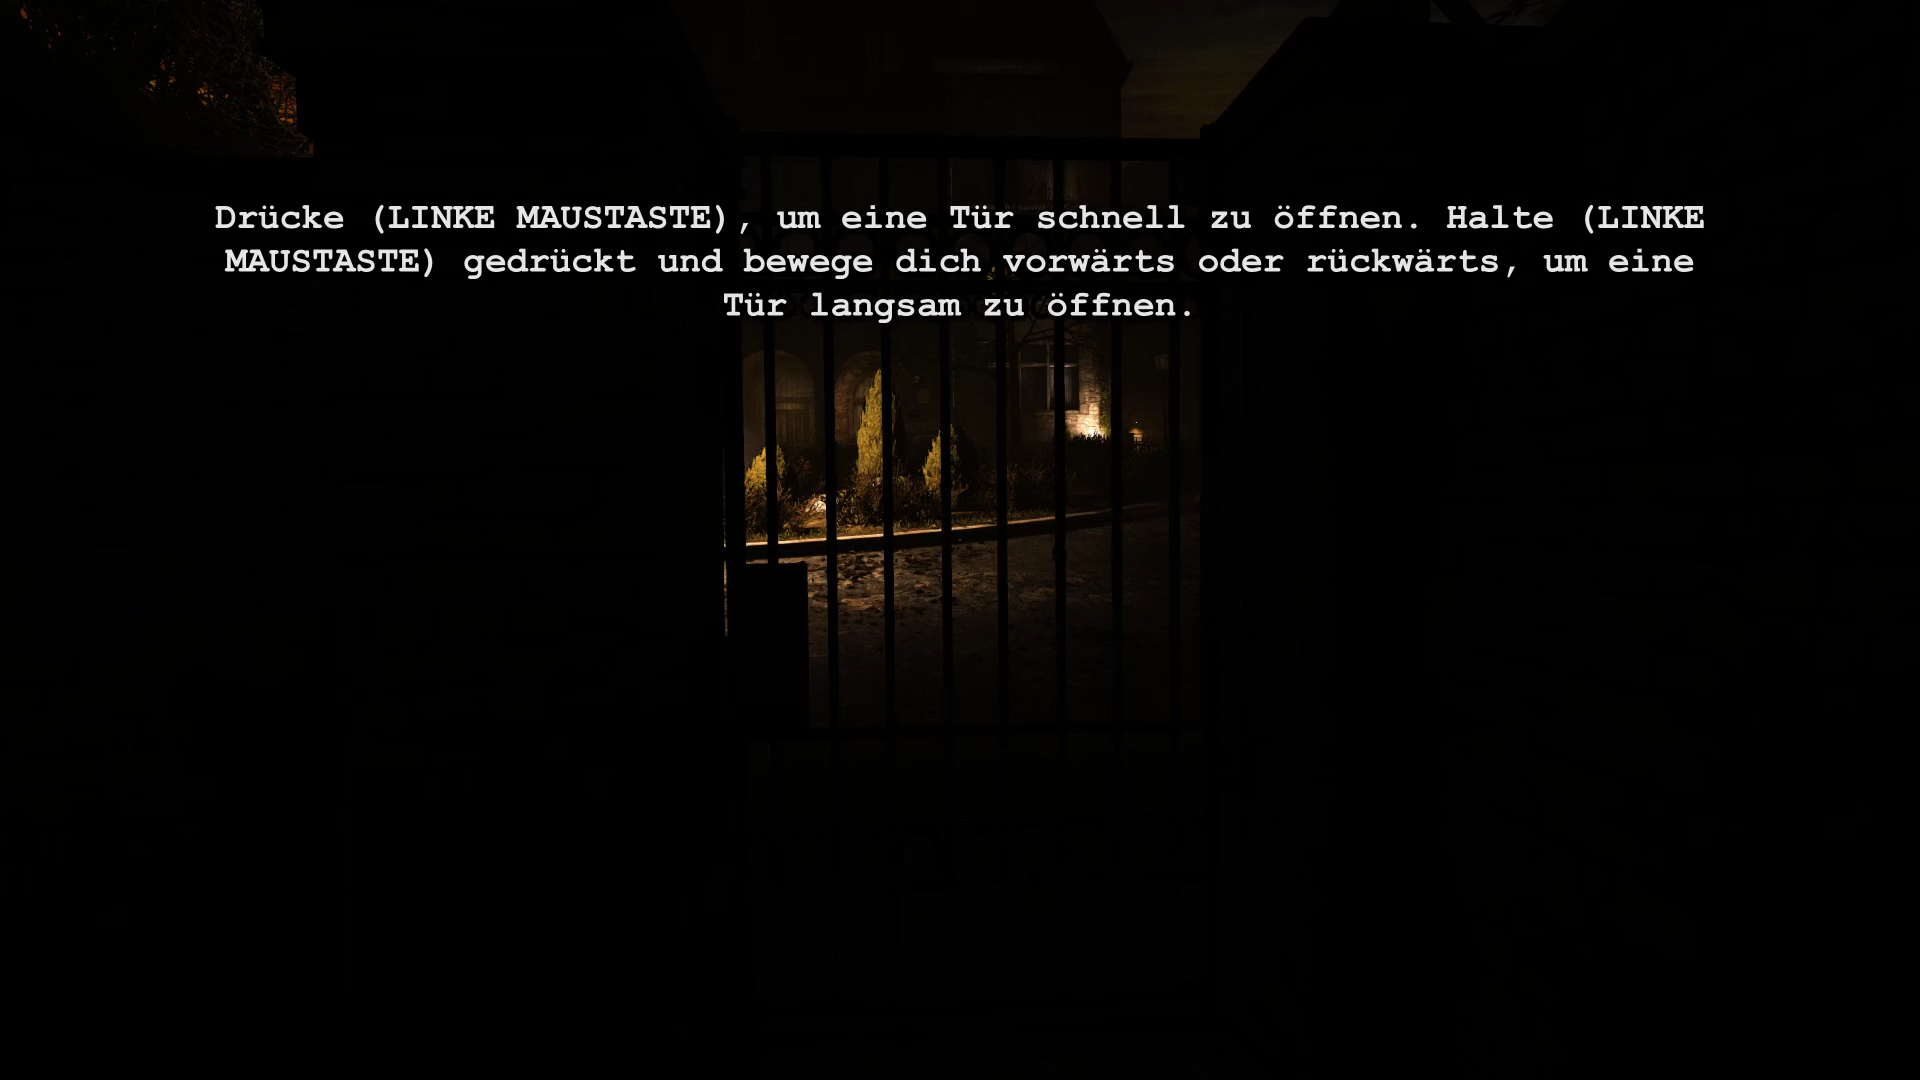 Drücke (LINKE MAUSTASTE), um eine Tür schnell zu öffnen. Halte (LINKE
MAUSTASTE) gedrückt und bewege dich vorwärts oder rückwärts, um eine
Tür langsam zu öffnen.